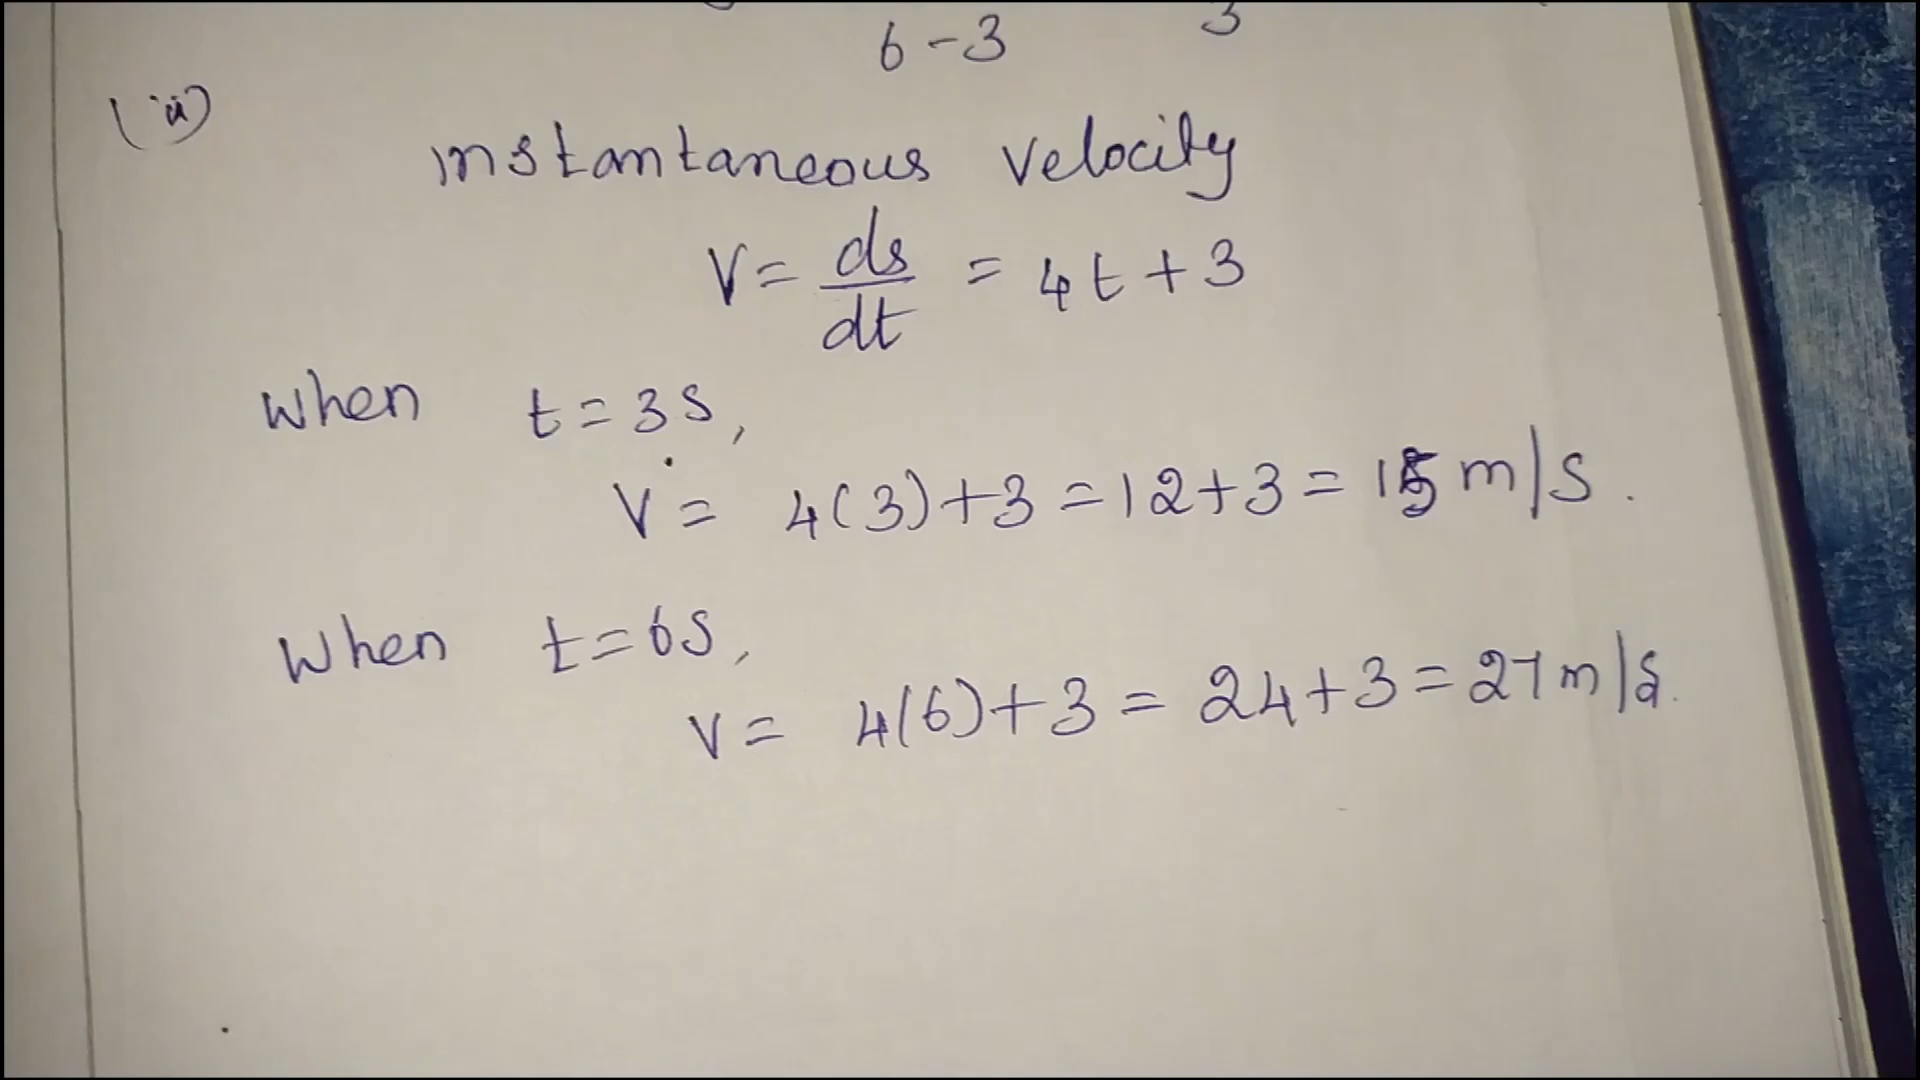 6-3 3
(ii)
instantaneous velocity
V = ds/dt = 4t+3
When t=3s,
V = 4(3)+3 = 12+3 = 15 m/s.
When t=6s,
V = 4(6)+3 = 24+3 = 27m/s.